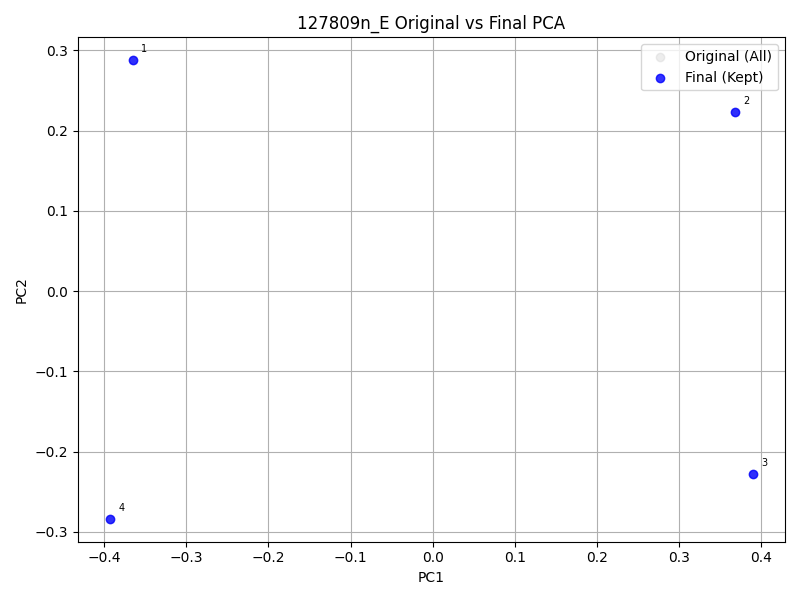 127809n_E Original vs Final PCA
Original (All)
Final (Kept)
1
2
3
4
0.3
0.2
0.1
0.0
−0.1
−0.2
−0.3
PC2
−0.4 −0.3 −0.2 −0.1 0.0 0.1 0.2 0.3 0.4
PC1